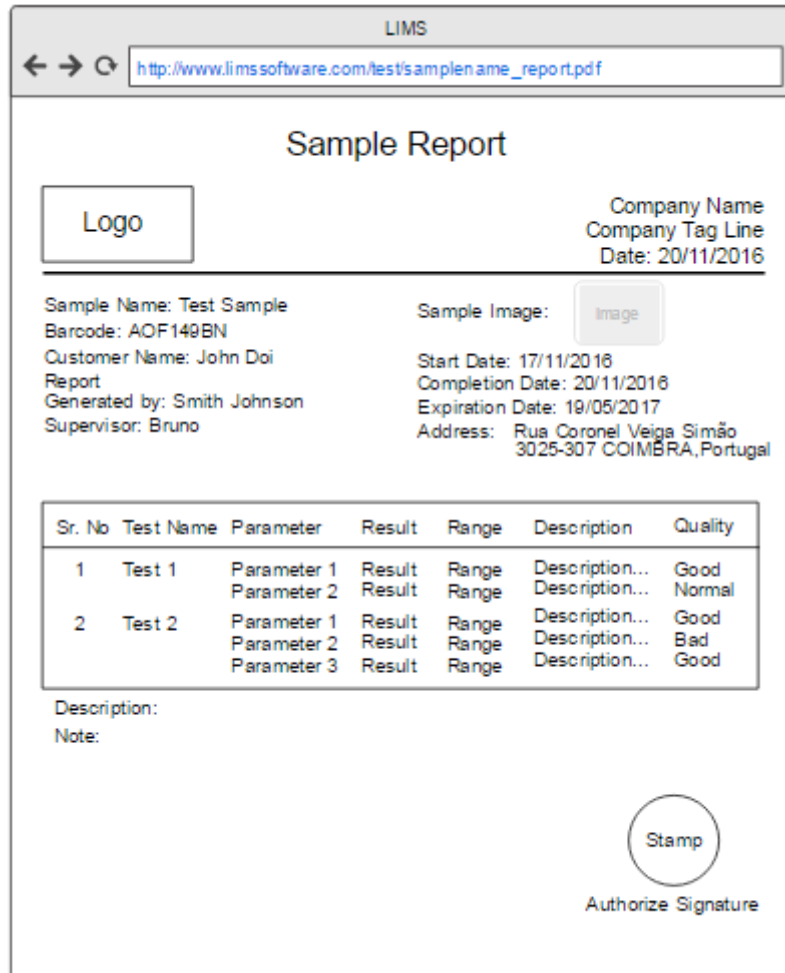 LIMS
http://www.limssoftware.com/test/samplename_report.pdf
Sample Report
Logo
Company Name
Company Tag Line
Date: 20/11/2016
Sample Name: Test Sample
Barcode: AOF149BN
Customer Name: John Doi
Report
Generated by: Smith Johnson
Supervisor: Bruno
Sample Image: Image
Start Date: 17/11/2016
Completion Date: 20/11/2016
Expiration Date: 19/05/2017
Address: Rua Coronel Veiga Simão
3025-307 COIMBRA, Portugal
Sr. No Test Name Parameter Result Range Description Quality
1 Test 1 Parameter 1 Result Range Description... Good
Parameter 2 Result Range Description... Normal
2 Test 2 Parameter 1 Result Range Description... Good
Parameter 2 Result Range Description... Bad
Parameter 3 Result Range Description... Good
Description:
Note:
Stamp
Authorize Signature